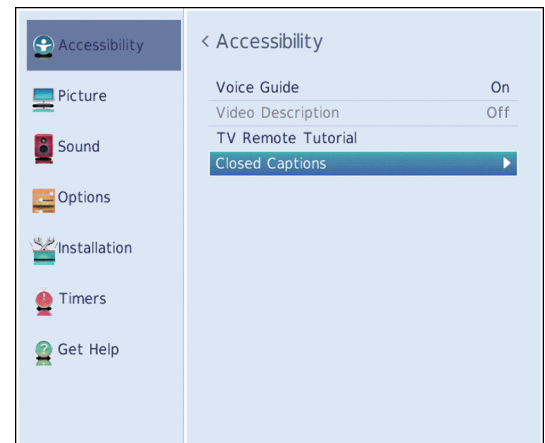 Accessibility
Picture
Sound
Options
Installation
Timers
Get Help
< Accessibility
Voice Guide On
Video Description Off
TV Remote Tutorial
Closed Captions